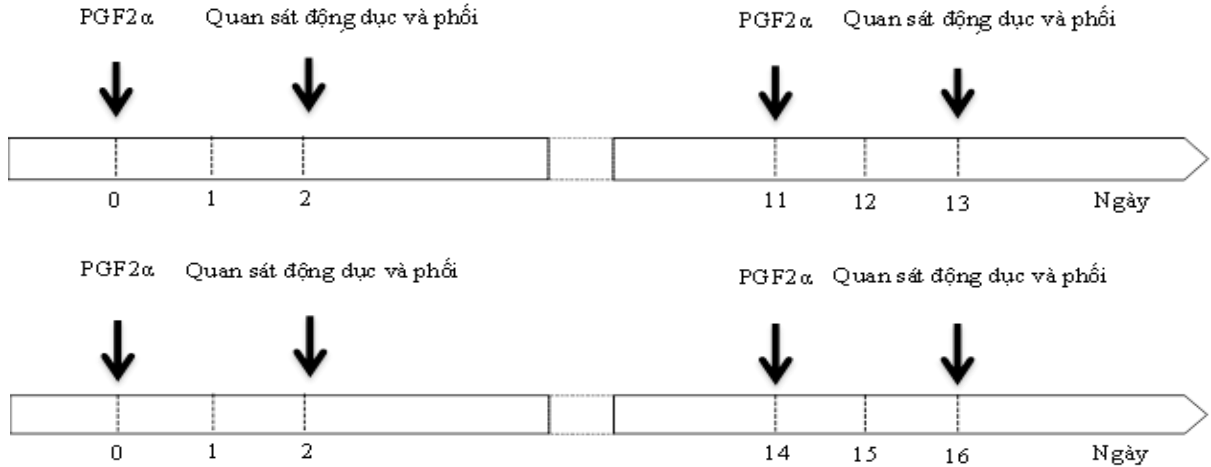 PGF2α Quan sát động dục và phối PGF2α Quan sát động dục và phối
0 1 2 11 12 13 Ngày
PGF2α Quan sát động dục và phối PGF2α Quan sát động dục và phối
0 1 2 14 15 16 Ngày